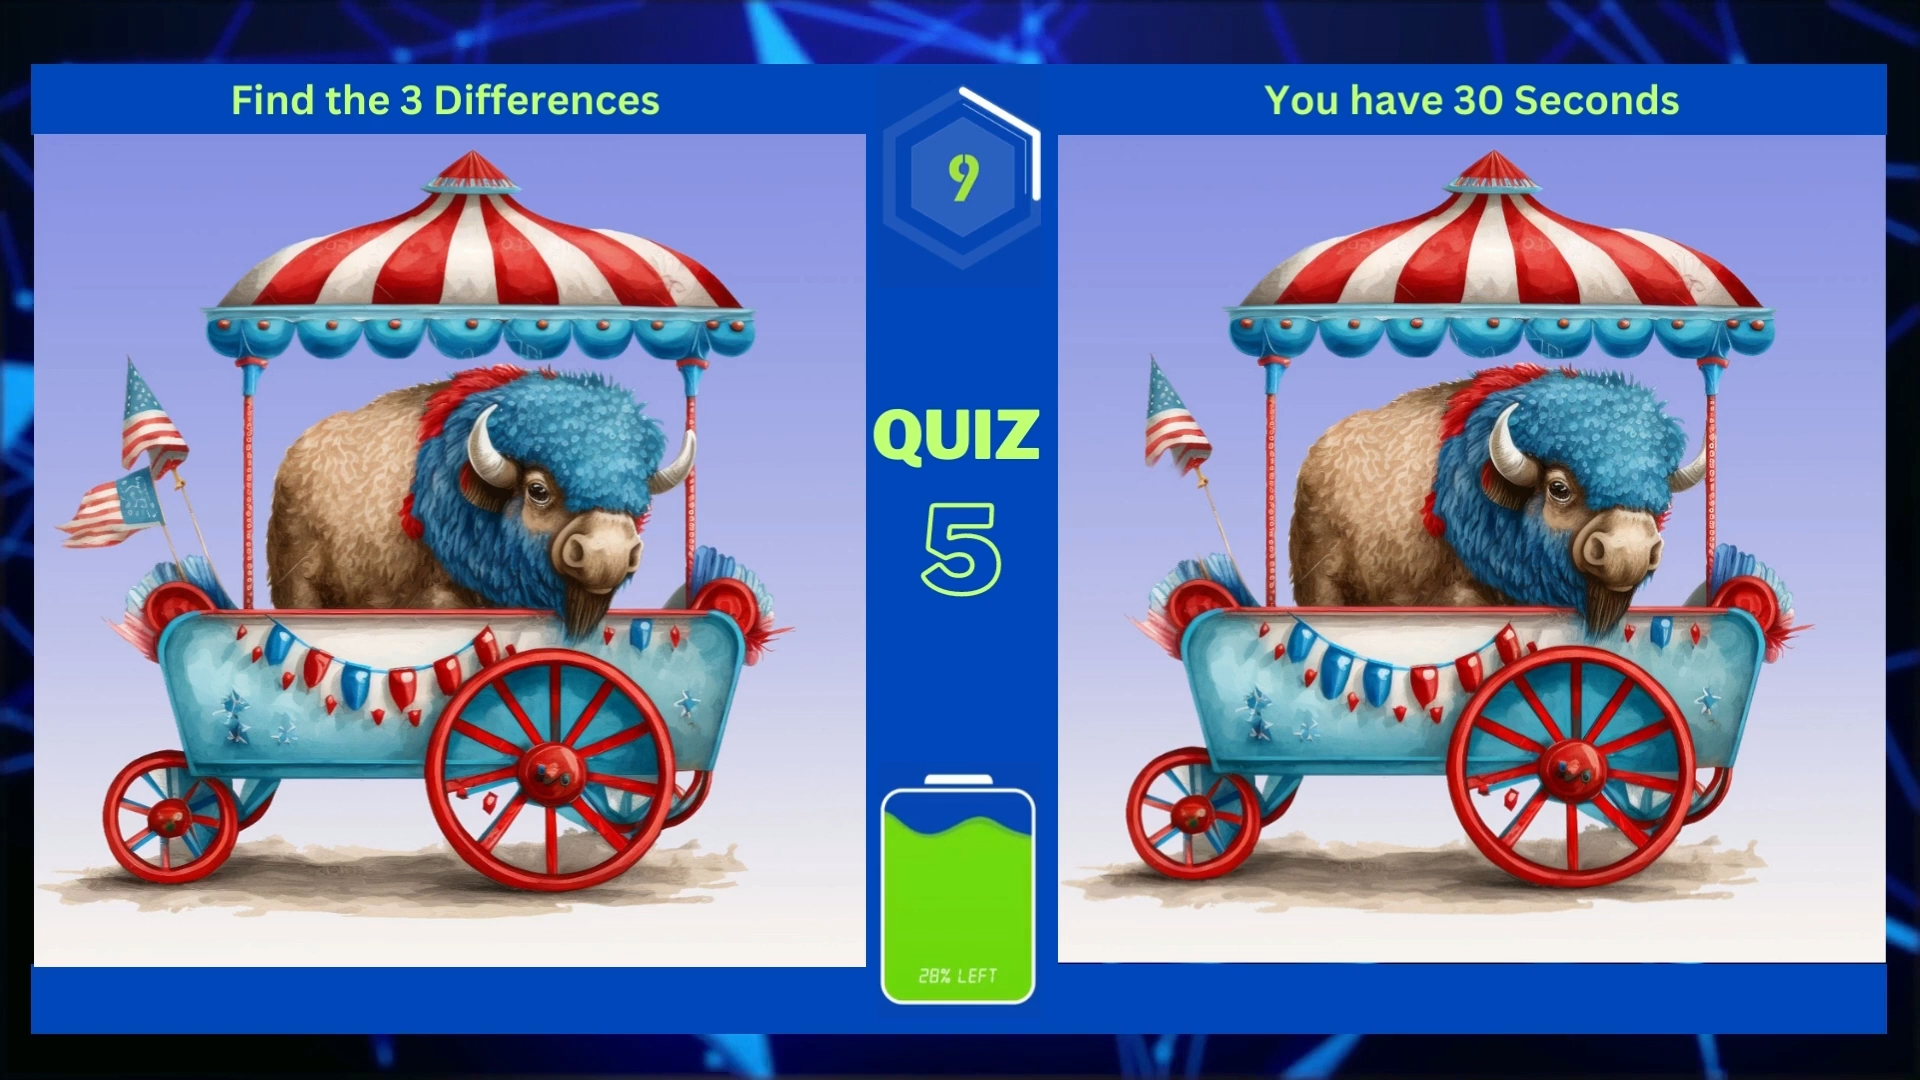 Find the 3 Differences
You have 30 Seconds
9
QUIZ
5
28% LEFT